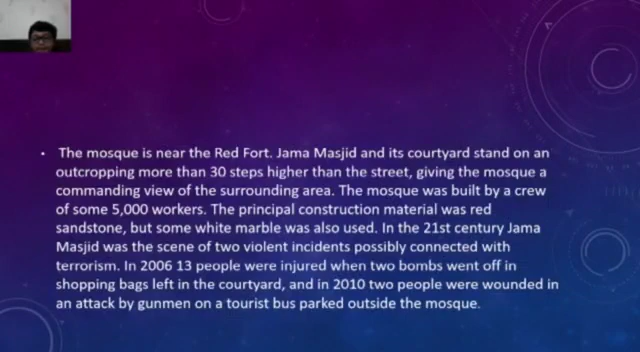 • The mosque is near the Red Fort. Jama Masjid and its courtyard stand on an
outcropping more than 30 steps higher than the street, giving the mosque a
commanding view of the surrounding area. The mosque was built by a crew
of some 5,000 workers. The principal construction material was red
sandstone, but some white marble was also used. In the 21st century Jama
Masjid was the scene of two violent incidents possibly connected with
terrorism. In 2006 13 people were injured when two bombs went off in
shopping bags left in the courtyard, and in 2010 two people were wounded in
an attack by gunmen on a tourist bus parked outside the mosque.